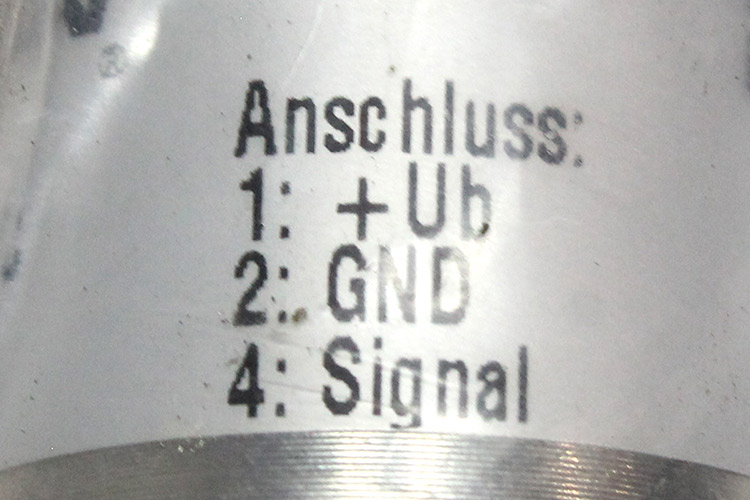 Anschluss:
1: +Ub
2: GND
4: Signal